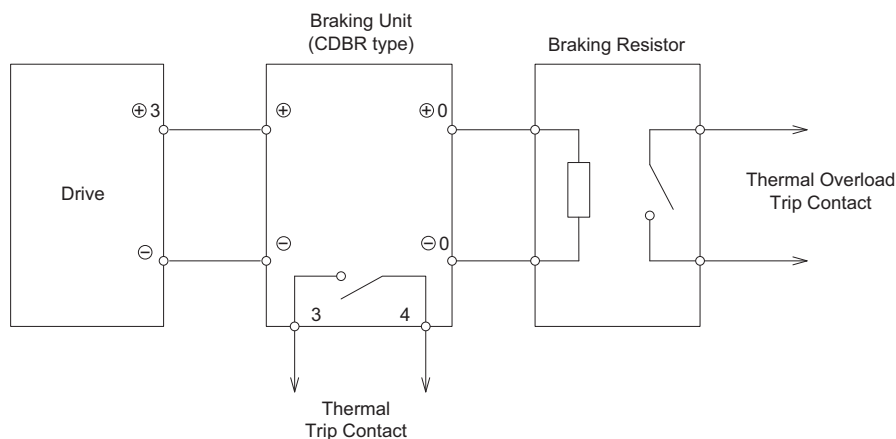 Braking Unit
(CDBR type)
Braking Resistor
⊕3
⊕
⊕0
Drive
Thermal Overload
Trip Contact
⊖
⊖
⊖0
3
4
Thermal
Trip Contact